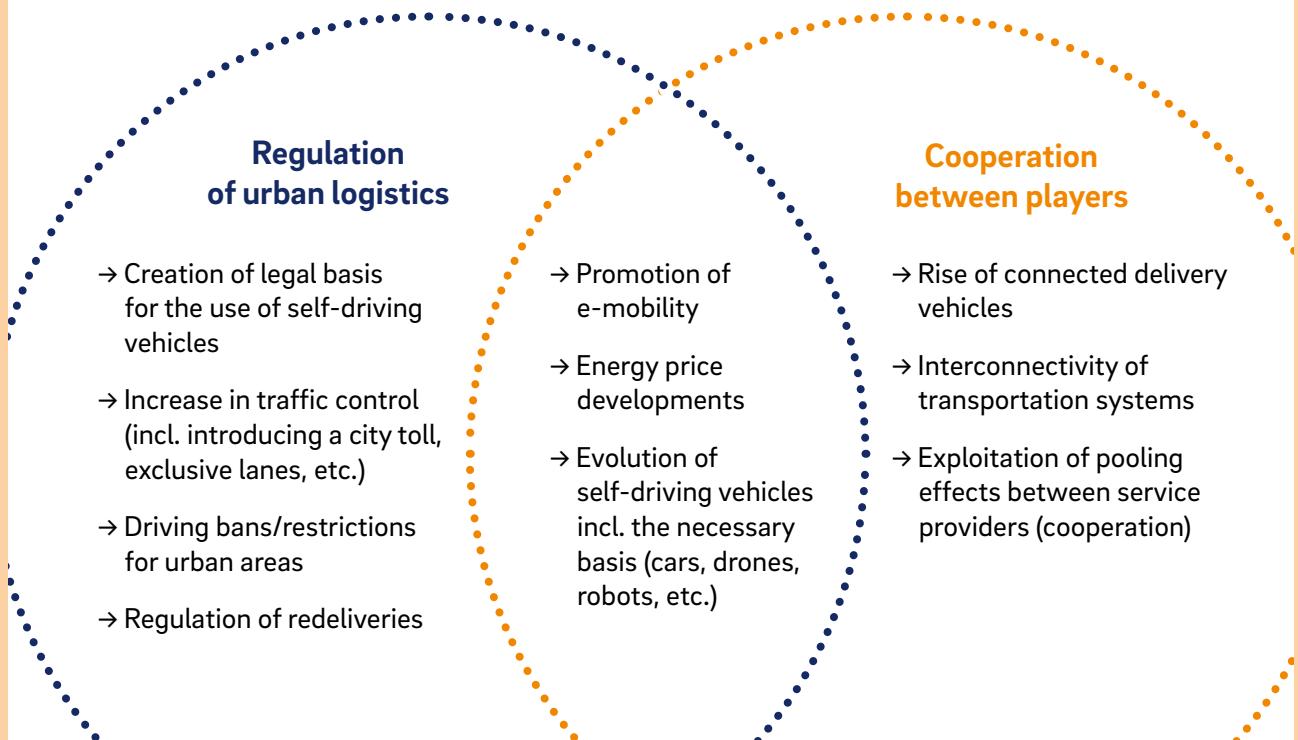 Regulation
of urban logistics
→ Creation of legal basis
for the use of self-driving
vehicles
→ Increase in traffic control
(incl. introducing a city toll,
exclusive lanes, etc.)
→ Driving bans/restrictions
for urban areas
→ Regulation of redeliveries
→ Promotion of
e-mobility
→ Energy price
developments
→ Evolution of
self-driving vehicles
incl. the necessary
basis (cars, drones,
robots, etc.)
Cooperation
between players
→ Rise of connected delivery
vehicles
→ Interconnectivity of
transportation systems
→ Exploitation of pooling
effects between service
providers (cooperation)